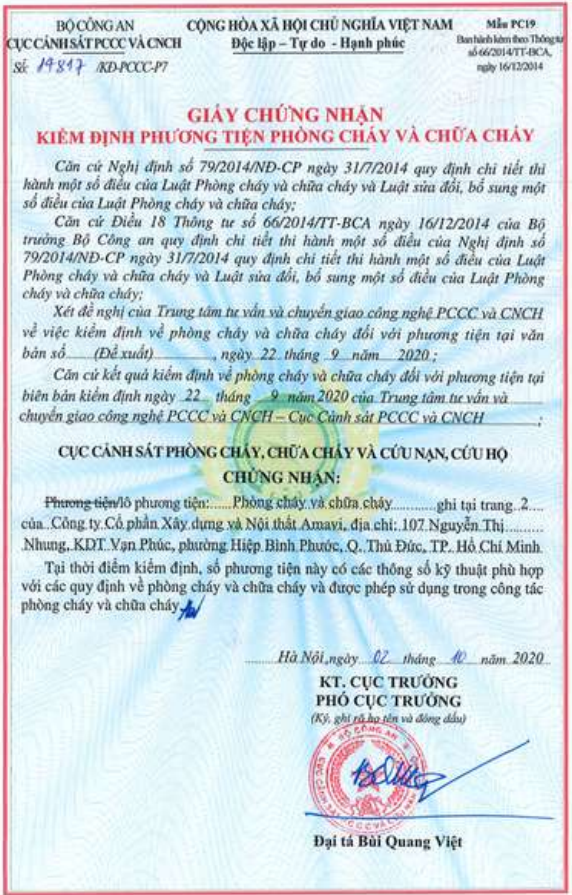 BỘ CÔNG AN
CỤC CẢNH SÁT PCCC VÀ CNCH
Số: 14817 /KĐ-PCCC-P7
CỘNG HÒA XÃ HỘI CHỦ NGHĨA VIỆT NAM
Độc lập – Tự do - Hạnh phúc
Mẫu PC19
Ban hành kèm theo Thông tư
số 66/2014/TT-BCA,
ngày 16/12/2014
GIẤY CHỨNG NHẬN
KIỂM ĐỊNH PHƯƠNG TIỆN PHÒNG CHÁY VÀ CHỮA CHÁY
Căn cứ Nghị định số 79/2014/NĐ-CP ngày 31/7/2014 quy định chi tiết thi
hành một số điều của Luật Phòng cháy và chữa cháy và Luật sửa đổi, bổ sung một
số điều của Luật Phòng cháy và chữa cháy;
Căn cứ Điều 18 Thông tư số 66/2014/TT-BCA ngày 16/12/2014 của Bộ
trưởng Bộ Công an quy định chi tiết thi hành một số điều của Nghị định số
79/2014/NĐ-CP ngày 31/7/2014 quy định chi tiết thi hành một số điều của Luật
Phòng cháy và chữa cháy và Luật sửa đổi, bổ sung một số điều của Luật Phòng
cháy và chữa cháy;
Xét đề nghị của Trung tâm tư vấn và chuyển giao công nghệ PCCC và CNCH
về việc kiểm định về phòng cháy và chữa cháy đối với phương tiện tại văn
bản số (Đề xuất), ngày 22 tháng 9 năm 2020;
Căn cứ kết quả kiểm định về phòng cháy và chữa cháy đối với phương tiện tại
biên bản kiểm định ngày 22 tháng 9 năm 2020 của Trung tâm tư vấn và
chuyển giao công nghệ PCCC và CNCH – Cục Cảnh sát PCCC và CNCH ;
CỤC CẢNH SÁT PHÒNG CHÁY, CHỮA CHÁY VÀ CỨU NẠN, CỨU HỘ
CHỨNG NHẬN:
Phương tiện/lô phương tiện: Phòng cháy và chữa cháy ghi tại trang 2
của Công ty Cổ phần Xây dựng và Nội thất Amavi, địa chỉ: 107 Nguyễn Thị
Nhung, KDT Vạn Phúc, phường Hiệp Bình Phước, Q. Thủ Đức, TP. Hồ Chí Minh
Tại thời điểm kiểm định, số phương tiện này có các thông số kỹ thuật phù hợp
với các quy định về phòng cháy và chữa cháy và được phép sử dụng trong công tác
phòng cháy và chữa cháy
Hà Nội, ngày 02 tháng 10 năm 2020
KT. CỤC TRƯỞNG
PHÓ CỤC TRƯỞNG
(Ký, ghi rõ họ tên và đóng dấu)
BỘ CÔNG AN
Đại tá Bùi Quang Việt